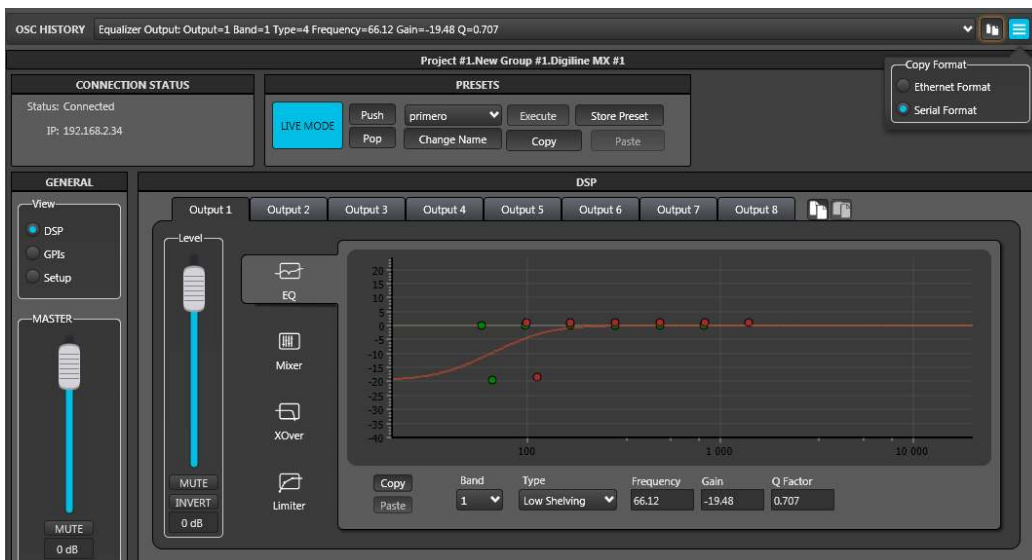 OSC HISTORY Equalizer Output: Output=1 Band=1 Type=4 Frequency=66.12 Gain=-19.48 Q=0.707
Project #1.New Group #1.Digiline MX #1
Copy Format
Ethernet Format
Serial Format
CONNECTION STATUS
Status: Connected
IP: 192.168.2.34
PRESETS
LIVE MODE
Push primero Execute Store Preset
Pop Change Name Copy Paste
GENERAL
View
DSP
GPIs
Setup
MASTER
MUTE
0 dB
DSP
Output 1 Output 2 Output 3 Output 4 Output 5 Output 6 Output 7 Output 8
Level
MUTE
INVERT
0 dB
EQ
Mixer
XOver
Limiter
20
15
10
5
0
-5
-10
-15
-20
-25
-30
-35
-40
100 1 000 10 000
Copy Band Type Frequency Gain Q Factor
Paste 1 Low Shelving 66.12 -19.48 0.707